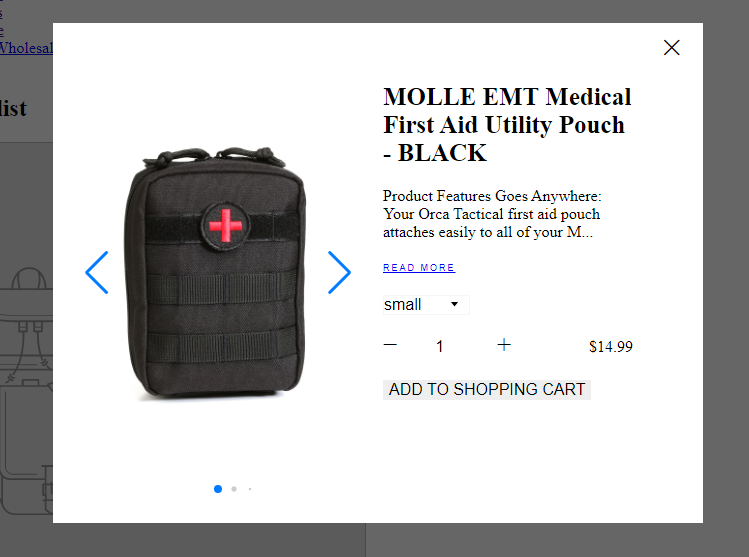 Wholesal
list
MOLLE EMT Medical
First Aid Utility Pouch
- BLACK
Product Features Goes Anywhere:
Your Orca Tactical first aid pouch
attaches easily to all of your M...
READ MORE
small
1
$14.99
ADD TO SHOPPING CART